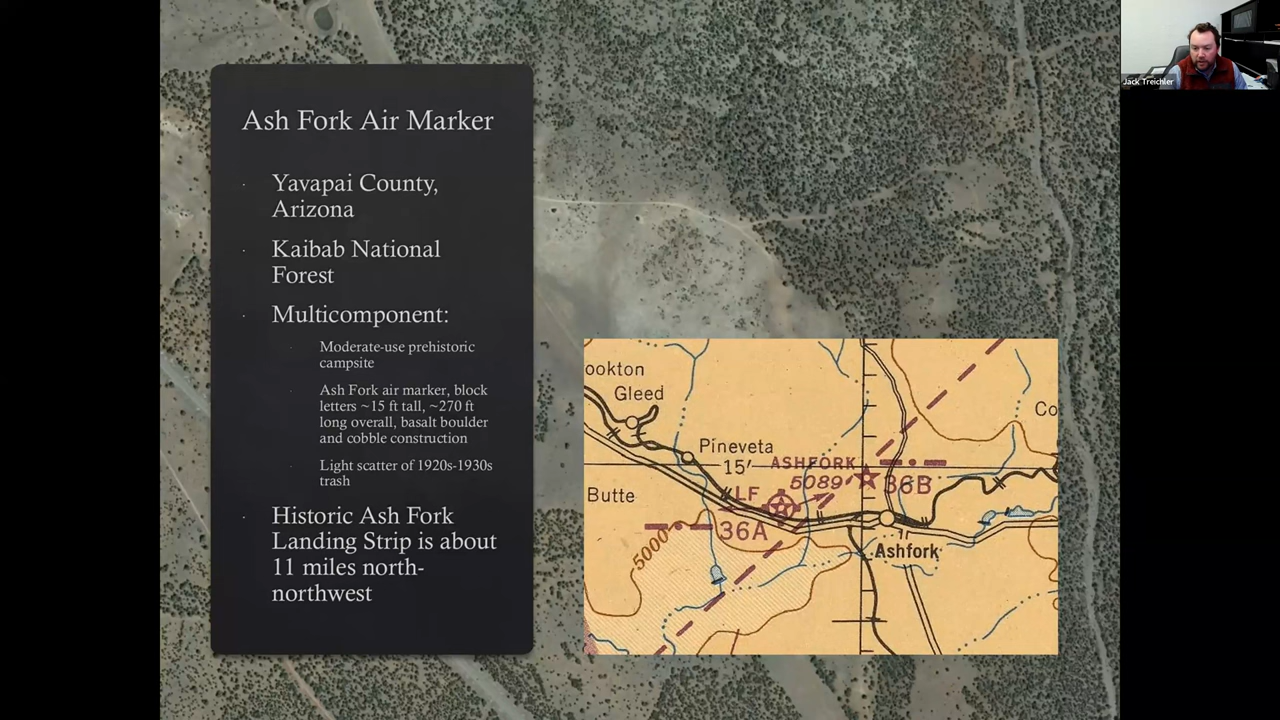 Ash Fork Air Marker
Yavapai County,
Arizona
Kaibab National
Forest
Multicomponent:
Moderate-use prehistoric
campsite
Ash Fork air marker, block
letters ~15 ft tall, ~270 ft
long overall, basalt boulder
and cobble construction
Light scatter of 1920s-1930s
trash
Historic Ash Fork
Landing Strip is about
11 miles north-
northwest
ookton
Gleed
Co
Pineveta
15′
ASHFORK
5089
36B
Butte
LF
36A
5000
Ashfork
Jack Treichler